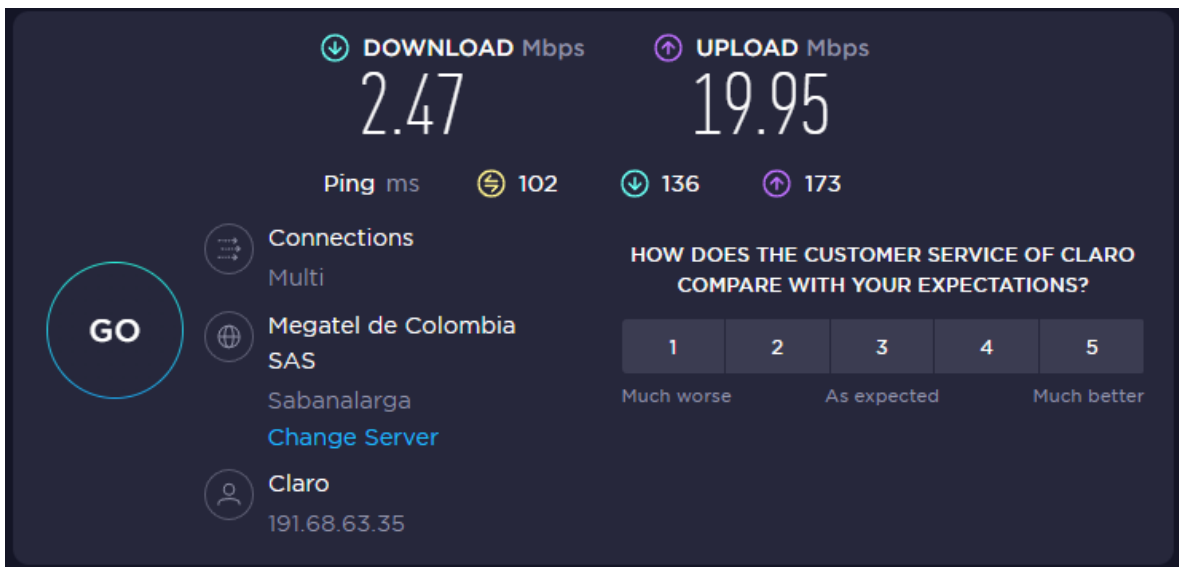 DOWNLOAD Mbps
2.47
UPLOAD Mbps
19.95
Ping ms 102 136 173
Connections
Multi
GO
Megatel de Colombia
SAS
Sabanalarga
Change Server
Claro
191.68.63.35
HOW DOES THE CUSTOMER SERVICE OF CLARO
COMPARE WITH YOUR EXPECTATIONS?
1 2 3 4 5
Much worse As expected Much better